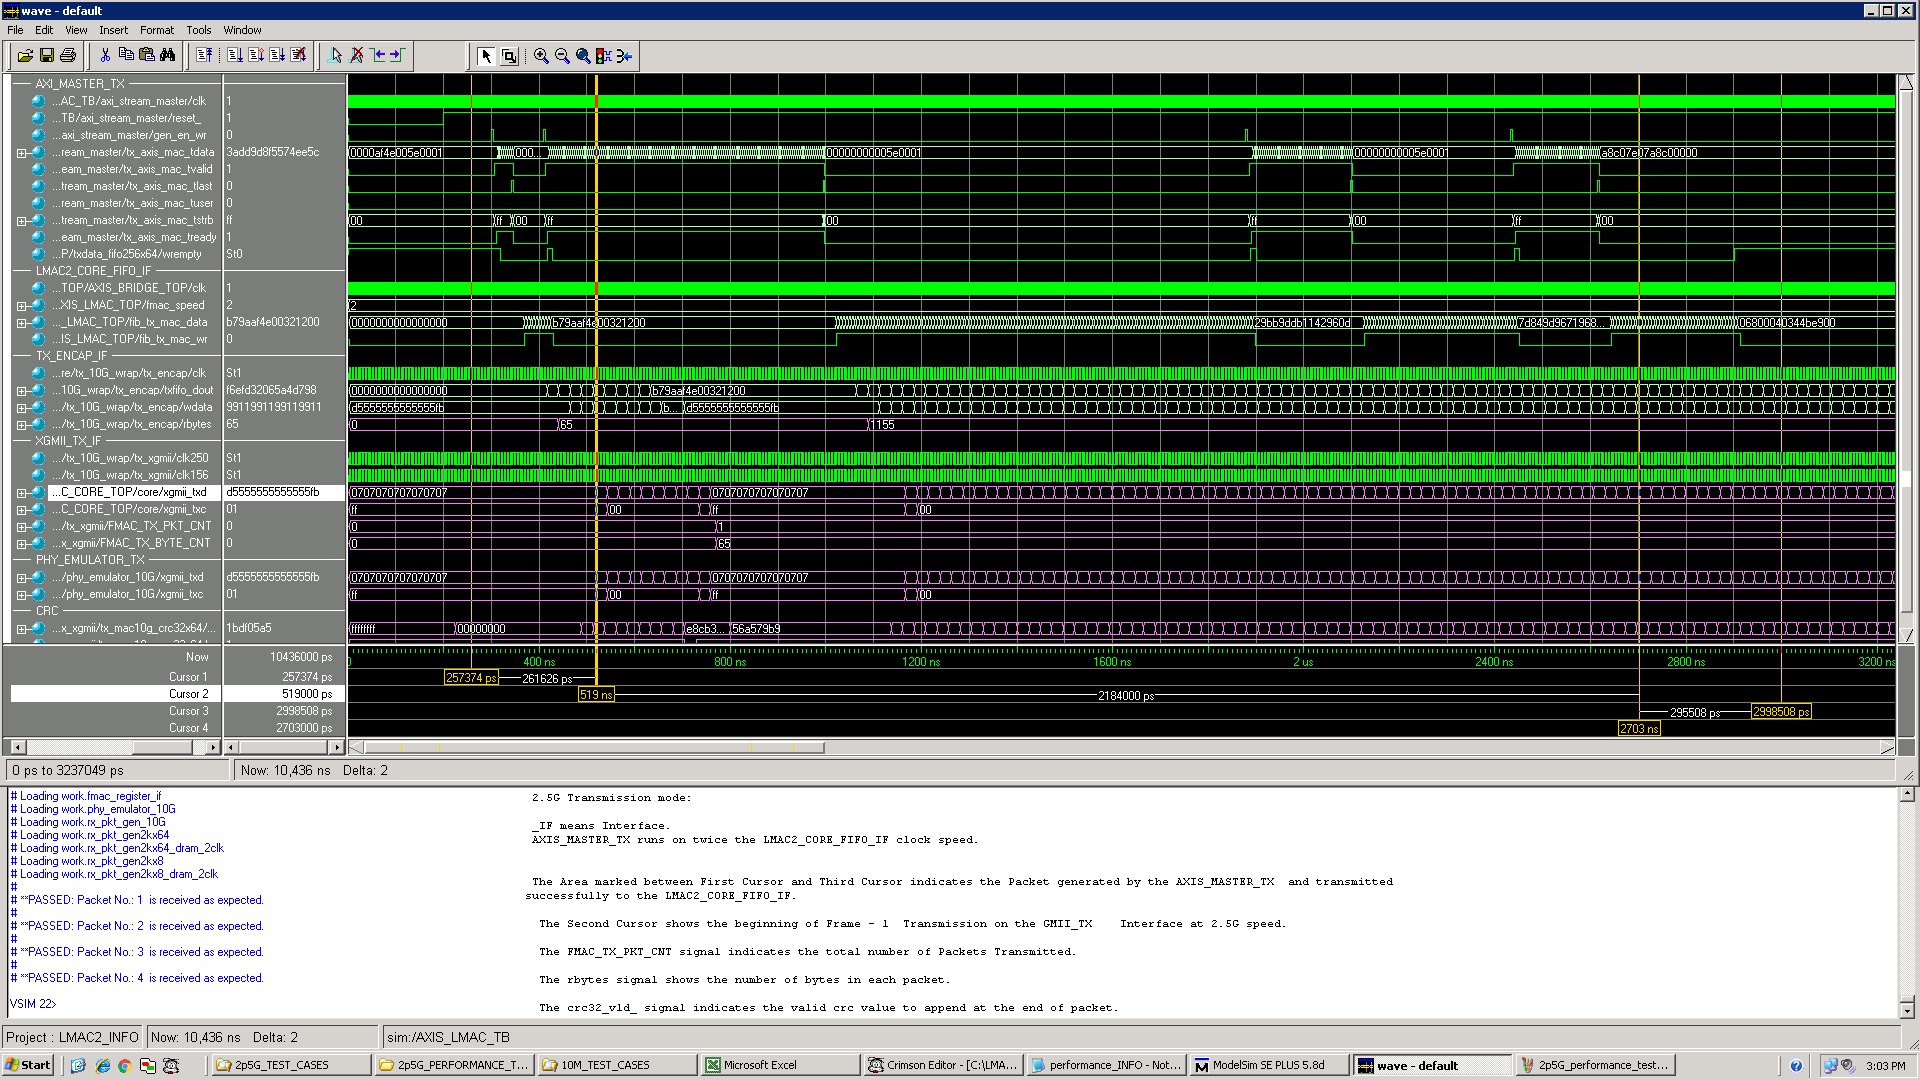 wave - default
File Edit View Insert Format Tools Window
AXI_MASTER_TX
...AC_TB/axi_stream_master/clk 1
...TB/axi_stream_master/reset_ 1
...axi_stream_master/gen_en_wr 0
...ream_master/tx_axis_mac_tdata 3add9d8f5574ee5c 0000af4e005e0001 000... 00000000005e0001 00000000005e0001 a8c07e07a8c00000
...eam_master/tx_axis_mac_tvalid 1
...tream_master/tx_axis_mac_tlast 0
...ream_master/tx_axis_mac_tuser 0
...tream_master/tx_axis_mac_tstrb ff 00 ff 00 ff 00 ff 00 ff 00
...eam_master/tx_axis_mac_tready 1
...P/txdata_fifo256x64/wrempty St0
LMAC2_CORE_FIFO_IF
...TOP/AXIS_BRIDGE_TOP/clk 1
...XIS_LMAC_TOP/fmac_speed 2 2
..._LMAC_TOP/fib_tx_mac_data b79aaf4e00321200 0000000000000000 b79aaf4e00321200 29bb9ddb1142960d 7d849d9671968... 06800040344be900
...IS_LMAC_TOP/fib_tx_mac_wr 0
TX_ENCAP_IF
...re/tx_10G_wrap/tx_encap/clk St1
...10G_wrap/tx_encap/txfifo_dout f6efd32065a4d798 0000000000000000 b79aaf4e00321200
.../tx_10G_wrap/tx_encap/wdata 9911991199119911 d5555555555555fb b... d5555555555555fb
.../tx_10G_wrap/tx_encap/rbytes 65 0 65 1155
XGMII_TX_IF
.../tx_10G_wrap/tx_xgmii/clk250 St1
.../tx_10G_wrap/tx_xgmii/clk156 St1
...C_CORE_TOP/core/xgmii_txd d5555555555555fb 0707070707070707 0707070707070707
...C_CORE_TOP/core/xgmii_txc 01 ff 00 ff 00
.../tx_xgmii/FMAC_TX_PKT_CNT 0 0 1
...x_xgmii/FMAC_TX_BYTE_CNT 0 0 65
PHY_EMULATOR_TX
.../phy_emulator_10G/xgmii_txd d5555555555555fb 0707070707070707 0707070707070707
.../phy_emulator_10G/xgmii_txc 01 ff 00 ff 00
CRC
...x_xgmii/tx_mac10g_crc32x64/... 1bdf05a5 ffffffff 00000000 e8cb3... 56a579b9
Now 10436000 ps 400 ns 800 ns 1200 ns 1600 ns 2 us 2400 ns 2800 ns 3200 ns
Cursor 1 257374 ps 257374 ps 261626 ps
Cursor 2 519000 ps 519 ns 2184000 ps
Cursor 3 2998508 ps 295508 ps 2998508 ps
Cursor 4 2703000 ps 2703 ns
0 ps to 3237049 ps Now: 10,436 ns Delta: 2
# Loading work.fmac_register_if
# Loading work.phy_emulator_10G
# Loading work.rx_pkt_gen_10G
# Loading work.rx_pkt_gen2kx64
# Loading work.rx_pkt_gen2kx64_dram_2clk
# Loading work.rx_pkt_gen2kx8
# Loading work.rx_pkt_gen2kx8_dram_2clk
#
# **PASSED: Packet No.: 1 is received as expected.
#
# **PASSED: Packet No.: 2 is received as expected.
#
# **PASSED: Packet No.: 3 is received as expected.
#
# **PASSED: Packet No.: 4 is received as expected.
VSIM 22>
2.5G Transmission mode:
_IF means Interface.
AXIS_MASTER_TX runs on twice the LMAC2_CORE_FIFO_IF clock speed.
The Area marked between First Cursor and Third Cursor indicates the Packet generated by the AXIS_MASTER_TX and transmitted
successfully to the LMAC2_CORE_FIFO_IF.
The Second Cursor shows the beginning of Frame - 1 Transmission on the GMII_TX Interface at 2.5G speed.
The FMAC_TX_PKT_CNT signal indicates the total number of Packets Transmitted.
The rbytes signal shows the number of bytes in each packet.
The crc32_vld_ signal indicates the valid crc value to append at the end of packet.
Project : LMAC2_INFO Now: 10,436 ns Delta: 2 sim:/AXIS_LMAC_TB
Start 2p5G_TEST_CASES 2p5G_PERFORMANCE_T... 10M_TEST_CASES Microsoft Excel Crimson Editor - [C:\LMA... performance_INFO - Not... ModelSim SE PLUS 5.8d wave - default 2p5G_performance_test... 3:03 PM